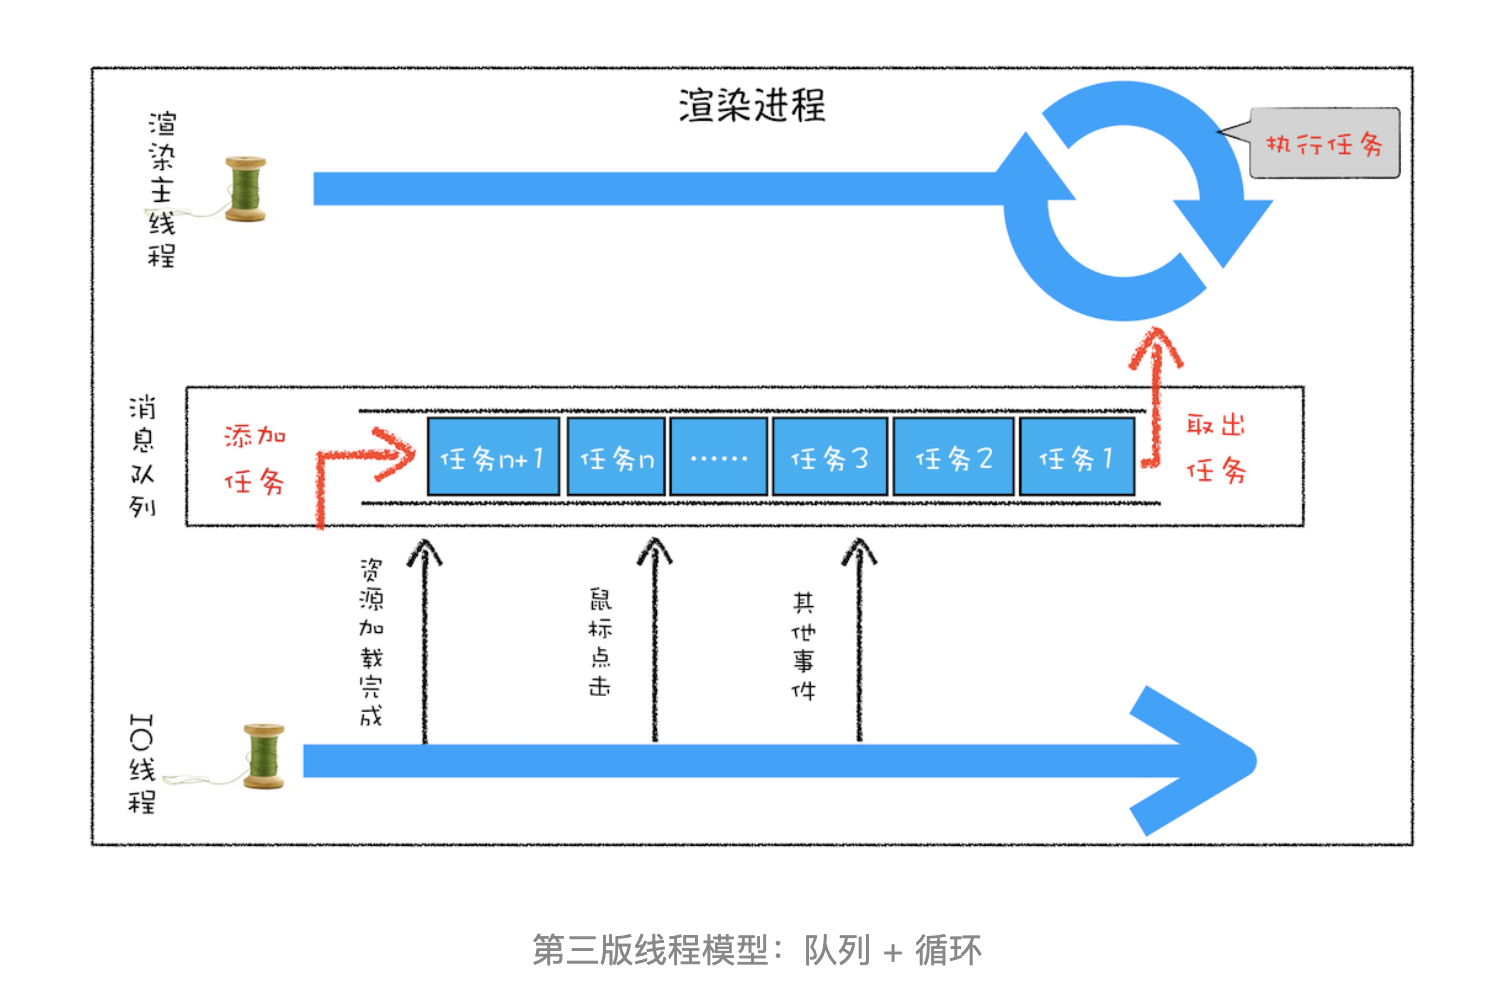 渲染进程
渲染主线程
执行任务
消息队列
添加
任务
任务n+1
任务n
……
任务3
任务2
任务1
取出
任务
资源加载完成
鼠标点击
其他事件
IO线程
第三版线程模型：队列 + 循环